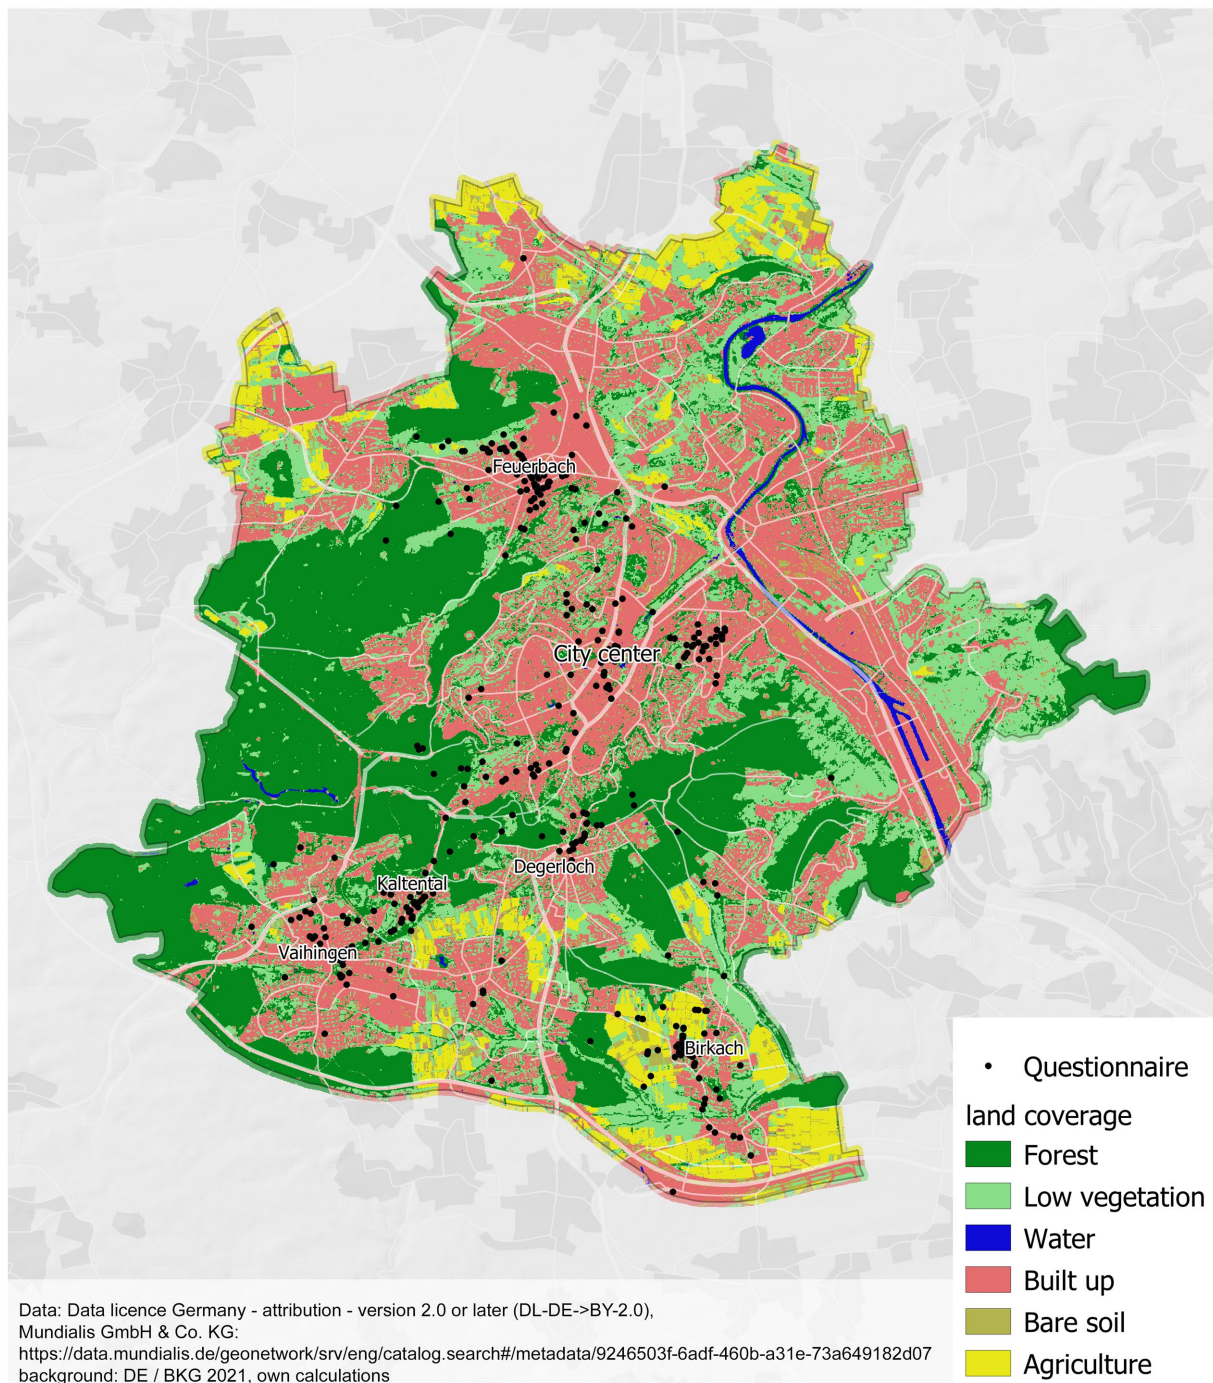 Feuerbach
City center
Degerloch
Kaltental
Vaihingen
Birkach
Questionnaire
land coverage
Forest
Low vegetation
Water
Built up
Bare soil
Agriculture
Data: Data licence Germany - attribution - version 2.0 or later (DL-DE->BY-2.0),
Mundialis GmbH & Co. KG:
https://data.mundialis.de/geonetwork/srv/eng/catalog.search#/metadata/9246503f-6adf-460b-a31e-73a649182d07
background: DE / BKG 2021, own calculations